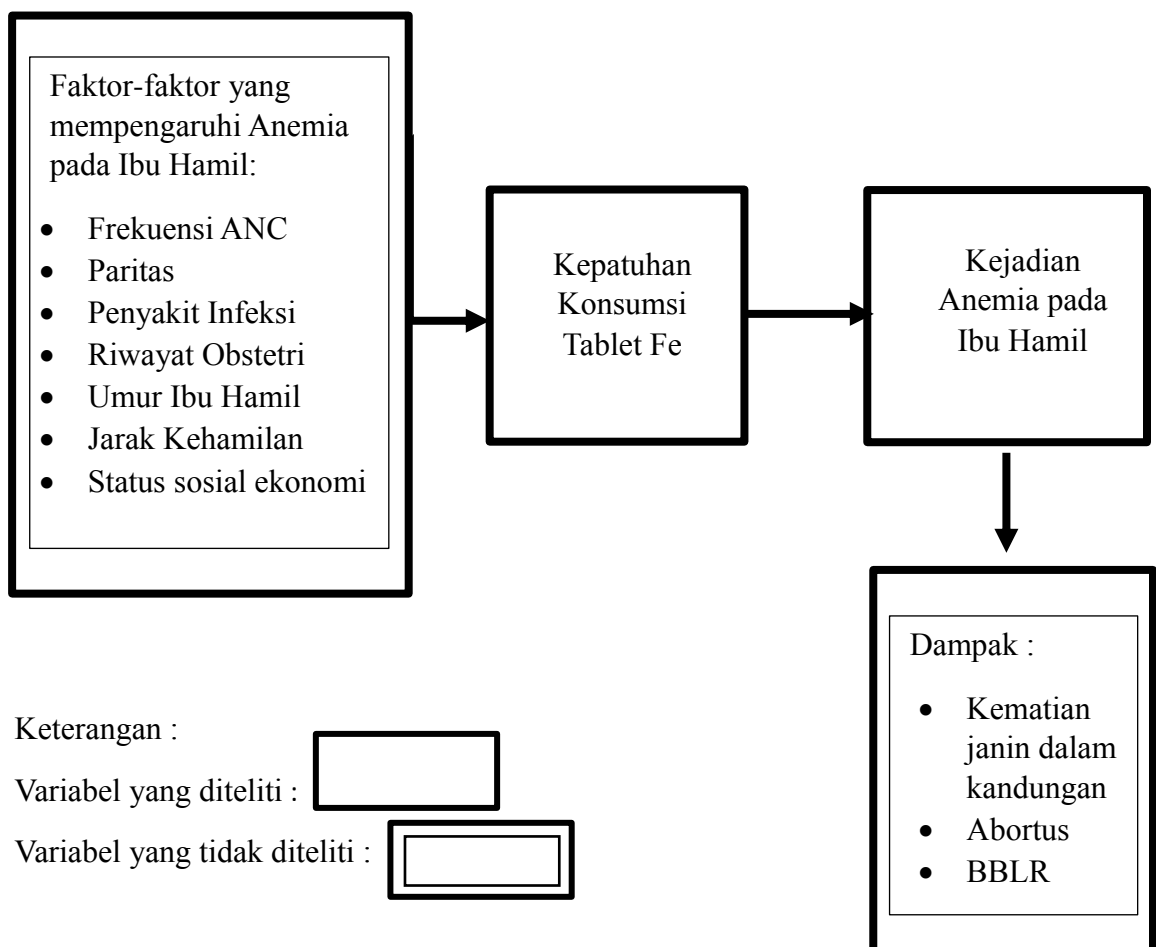 Faktor-faktor yang
mempengaruhi Anemia
pada Ibu Hamil:
• Frekuensi ANC
• Paritas
• Penyakit Infeksi
• Riwayat Obstetri
• Umur Ibu Hamil
• Jarak Kehamilan
• Status sosial ekonomi
Kepatuhan
Konsumsi
Tablet Fe
Kejadian
Anemia pada
Ibu Hamil
Dampak :
• Kematian
janin dalam
kandungan
• Abortus
• BBLR
Keterangan :
Variabel yang diteliti :
Variabel yang tidak diteliti :